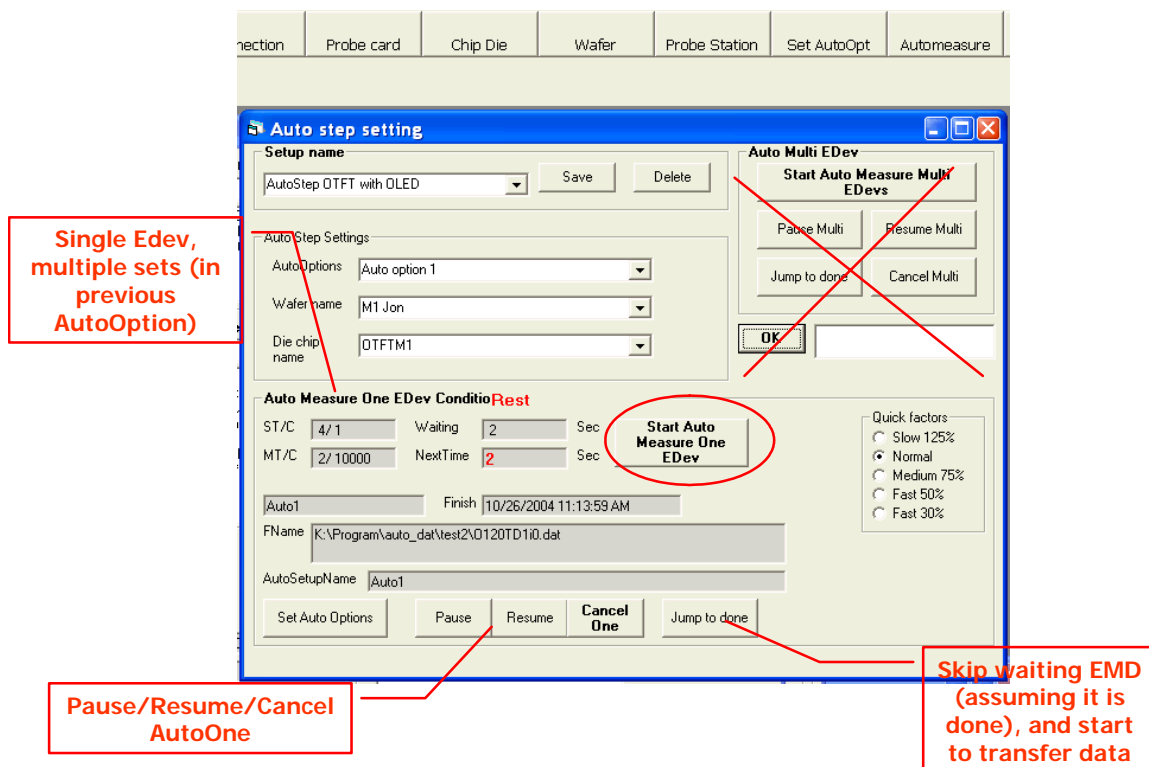 nection Probe card Chip Die Wafer Probe Station Set AutoOpt Automeasure
Auto step setting
Setup name
AutoStep OTFT with OLED
Save
Delete
Auto Multi EDev
Start Auto Measure Multi
EDevs
Pause Multi
Resume Multi
Jump to done
Cancel Multi
OK
Single Edev,
multiple sets (in
previous
AutoOption)
Auto Step Settings
AutoOptions
Auto option 1
Wafer name
M1 Jon
Die chip
name
OTFTM1
Auto Measure One EDev Conditio Rest
ST/C 4/ 1 Waiting 2 Sec
MT/C 2/ 10000 NextTime 2 Sec
Start Auto
Measure One
EDev
Quick factors
Slow 125%
Normal
Medium 75%
Fast 50%
Fast 30%
Auto1 Finish 10/26/2004 11:13:59 AM
FName K:\Program\auto_dat\test2\O120TD1i0.dat
AutoSetupName Auto1
Set Auto Options
Pause
Resume
Cancel
One
Jump to done
Pause/Resume/Cancel
AutoOne
Skip waiting EMD
(assuming it is
done), and start
to transfer data